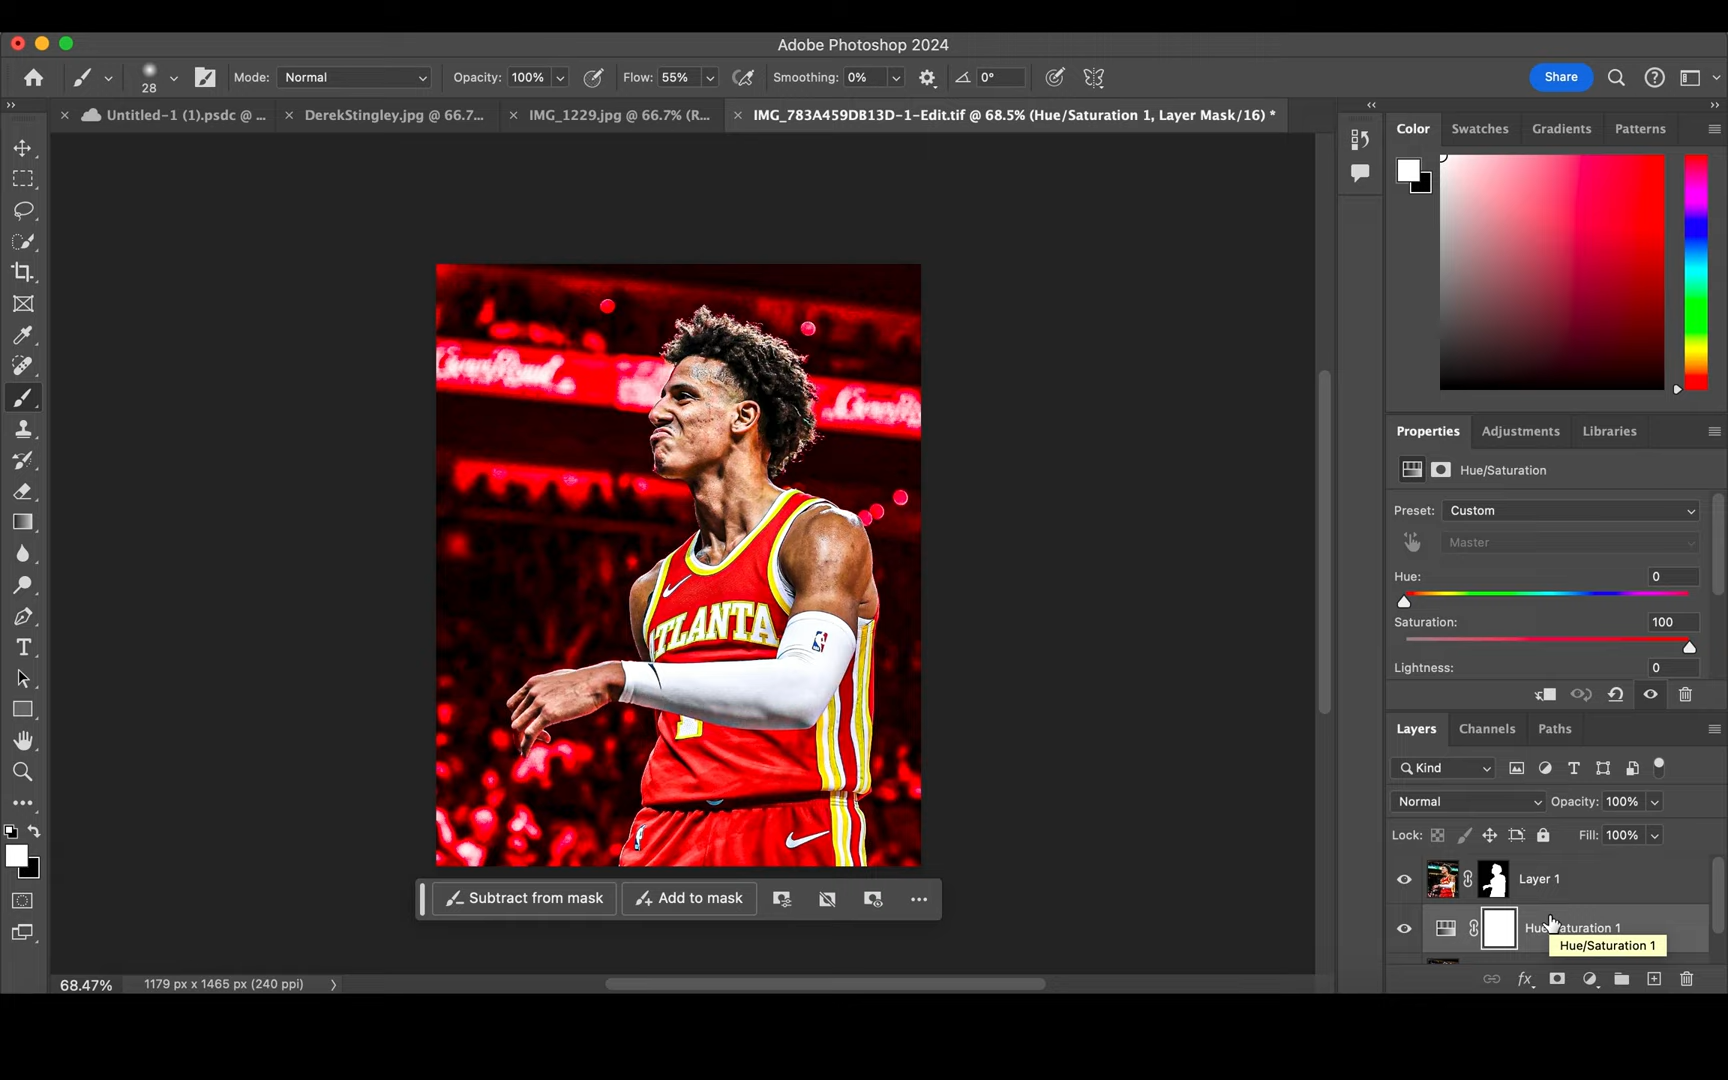 Adobe Photoshop 2024
28 Mode: Normal Opacity: 100% Flow: 55% Smoothing: 0% 0° Share
Untitled-1 (1).psdc @ ... DerekStingley.jpg @ 66.7... IMG_1229.jpg @ 66.7% (R... IMG_783A459DB13D-1-Edit.tif @ 68.5% (Hue/Saturation 1, Layer Mask/16) *
Color Swatches Gradients Patterns
Properties Adjustments Libraries
Hue/Saturation
Preset: Custom
Master
Hue: 0
Saturation: 100
Lightness: 0
ATLANTA
Layers Channels Paths
Kind
Normal Opacity: 100%
Lock: Fill: 100%
Layer 1
Subtract from mask Add to mask
Hue/Saturation 1
Hue/Saturation 1
68.47% 1179 px x 1465 px (240 ppi)